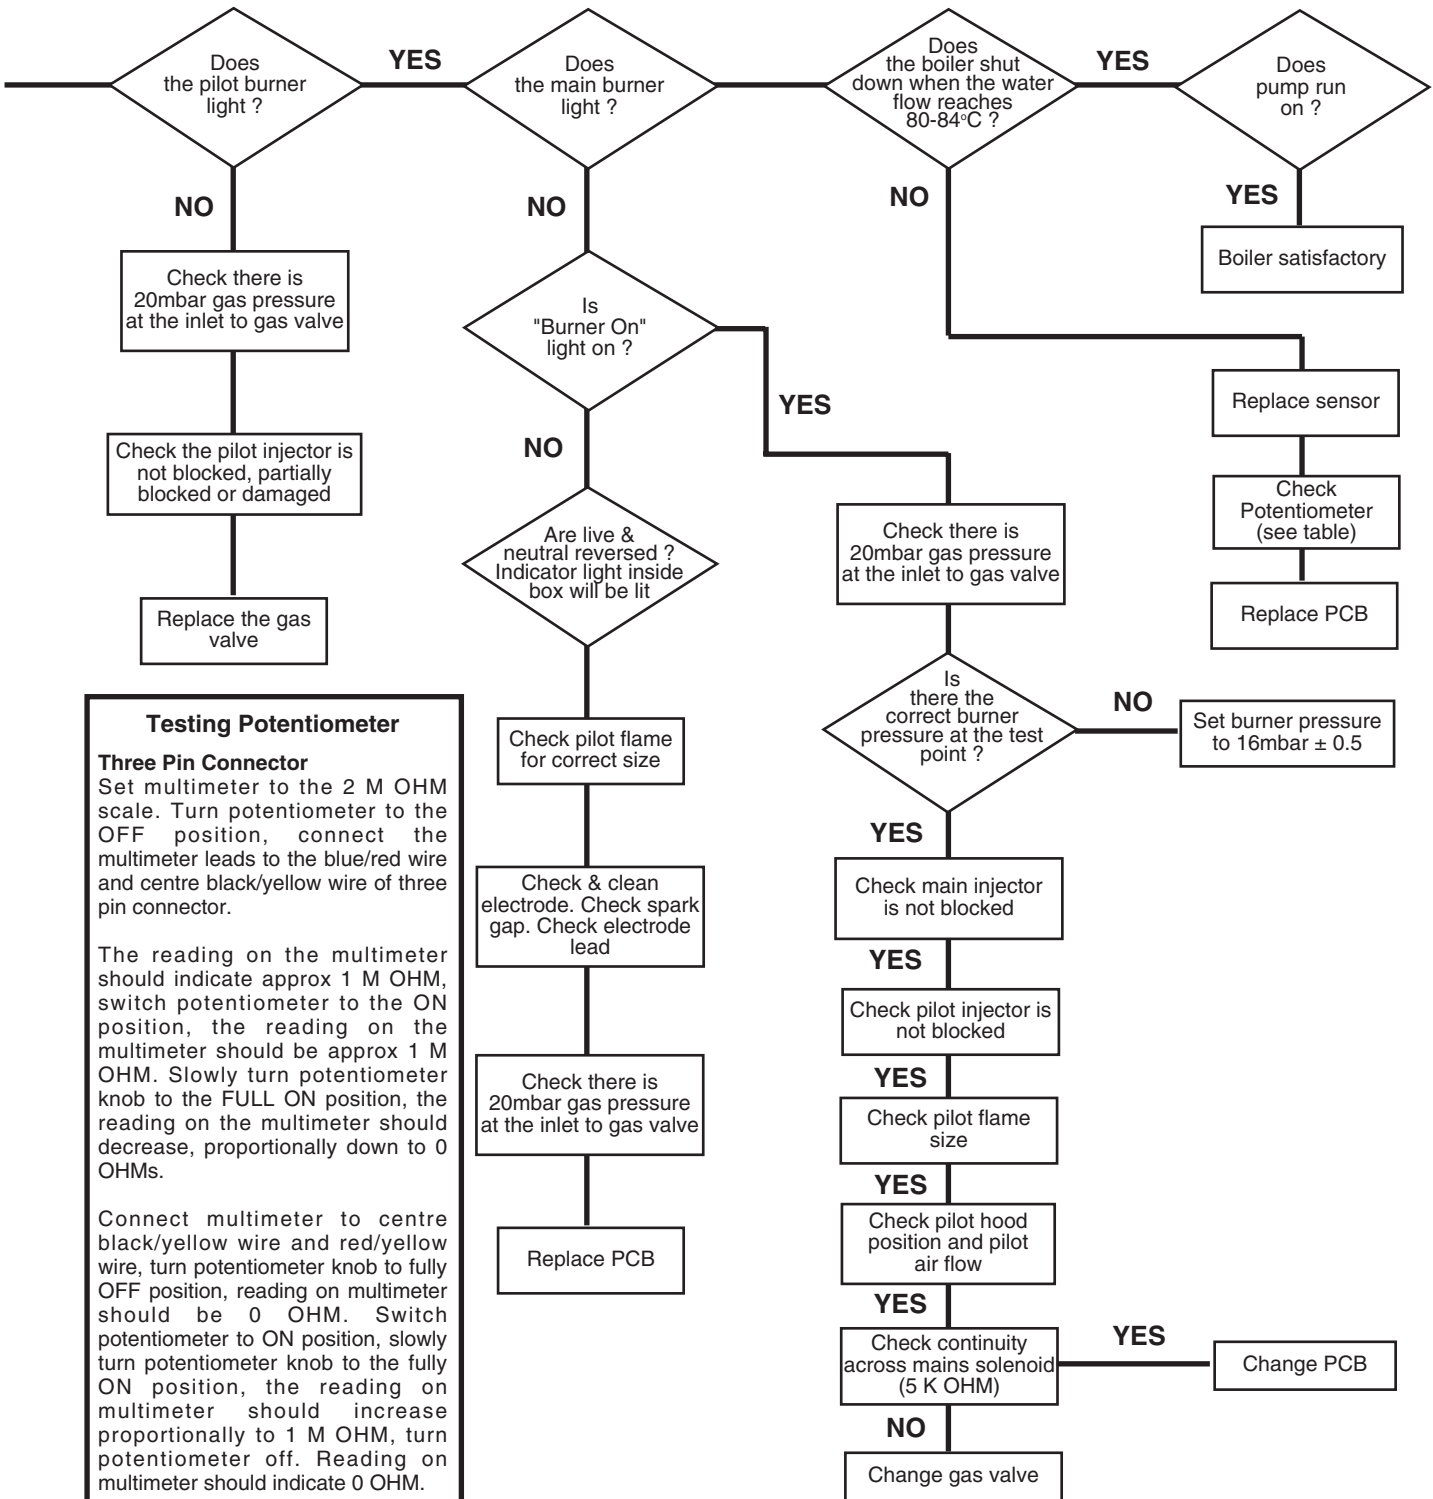 Does
the pilot burner
light ?
YES
NO
Check there is
20mbar gas pressure
at the inlet to gas valve
Check the pilot injector is
not blocked, partially
blocked or damaged
Replace the gas
valve
Does
the main burner
light ?
NO
Is
"Burner On"
light on ?
YES
NO
Are live &
neutral reversed ?
Indicator light inside
box will be lit
Check pilot flame
for correct size
Check & clean
electrode. Check spark
gap. Check electrode
lead
Check there is
20mbar gas pressure
at the inlet to gas valve
Replace PCB
Does
the boiler shut
down when the water
flow reaches
80-84°C ?
YES
NO
Does
pump run
on ?
YES
Boiler satisfactory
Replace sensor
Check
Potentiometer
(see table)
Replace PCB
Check there is
20mbar gas pressure
at the inlet to gas valve
Is
there the
correct burner
pressure at the test
point ?
NO
Set burner pressure
to 16mbar ± 0.5
YES
Check main injector
is not blocked
YES
Check pilot injector is
not blocked
YES
Check pilot flame
size
YES
Check pilot hood
position and pilot
air flow
YES
Check continuity
across mains solenoid
(5 K OHM)
YES
Change PCB
NO
Change gas valve
Testing Potentiometer
Three Pin Connector
Set multimeter to the 2 M OHM
scale. Turn potentiometer to the
OFF position, connect the
multimeter leads to the blue/red wire
and centre black/yellow wire of three
pin connector.
The reading on the multimeter
should indicate approx 1 M OHM,
switch potentiometer to the ON
position, the reading on the
multimeter should be approx 1 M
OHM. Slowly turn potentiometer
knob to the FULL ON position, the
reading on the multimeter should
decrease, proportionally down to 0
OHMs.
Connect multimeter to centre
black/yellow wire and red/yellow
wire, turn potentiometer knob to fully
OFF position, reading on multimeter
should be 0 OHM. Switch
potentiometer to ON position, slowly
turn potentiometer knob to the fully
ON position, the reading on
multimeter should increase
proportionally to 1 M OHM, turn
potentiometer off. Reading on
multimeter should indicate 0 OHM.